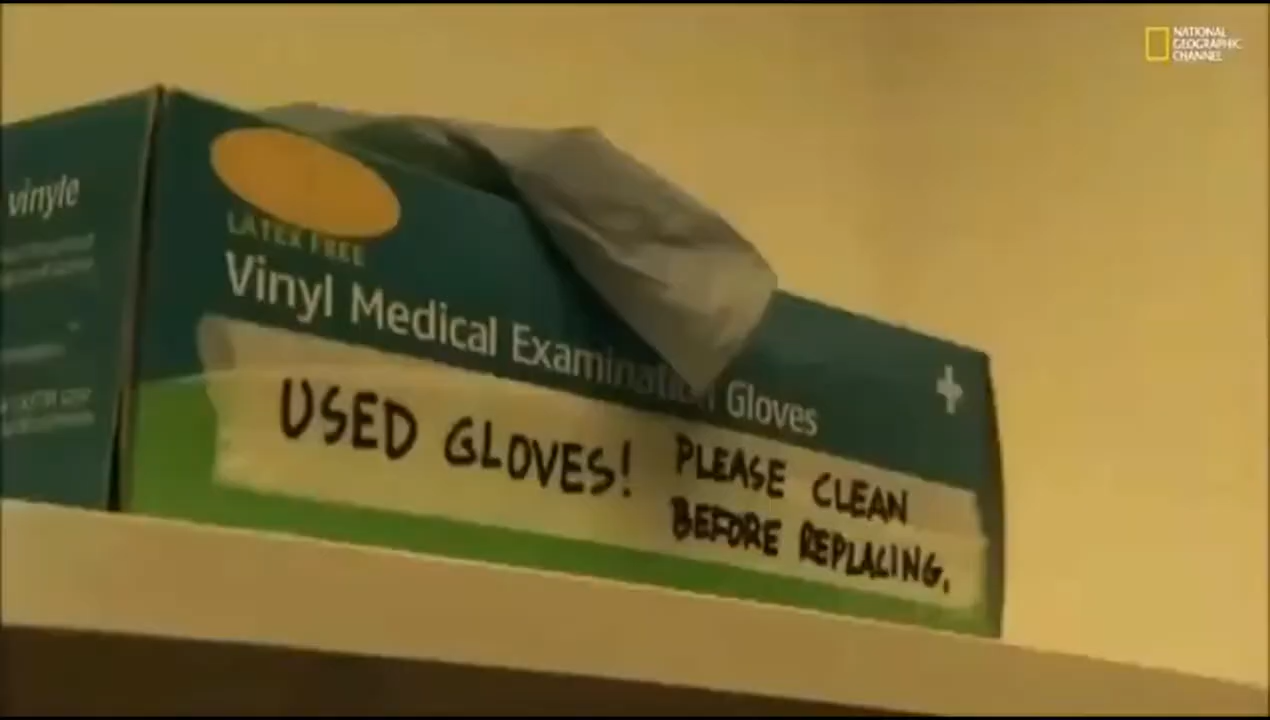 NATIONAL
GEOGRAPHIC
CHANNEL
vinyle
LATEX FREE
Vinyl Medical Examination Gloves
USED GLOVES! PLEASE CLEAN
BEFORE REPLACING.